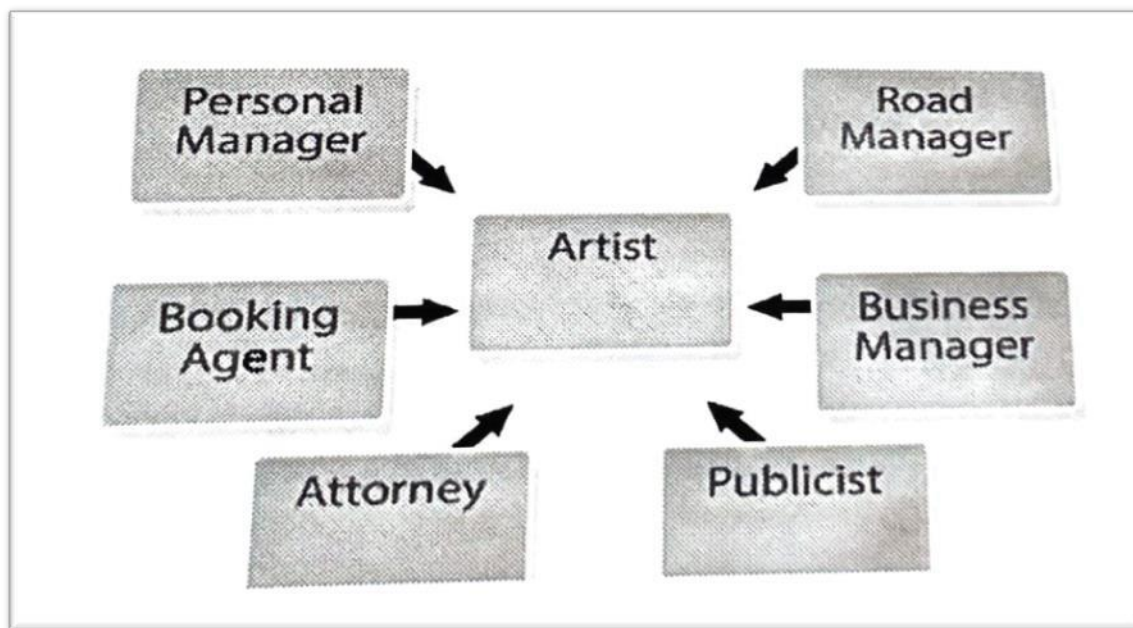 Personal
Manager
Road
Manager
Artist
Booking
Agent
Business
Manager
Attorney
Publicist